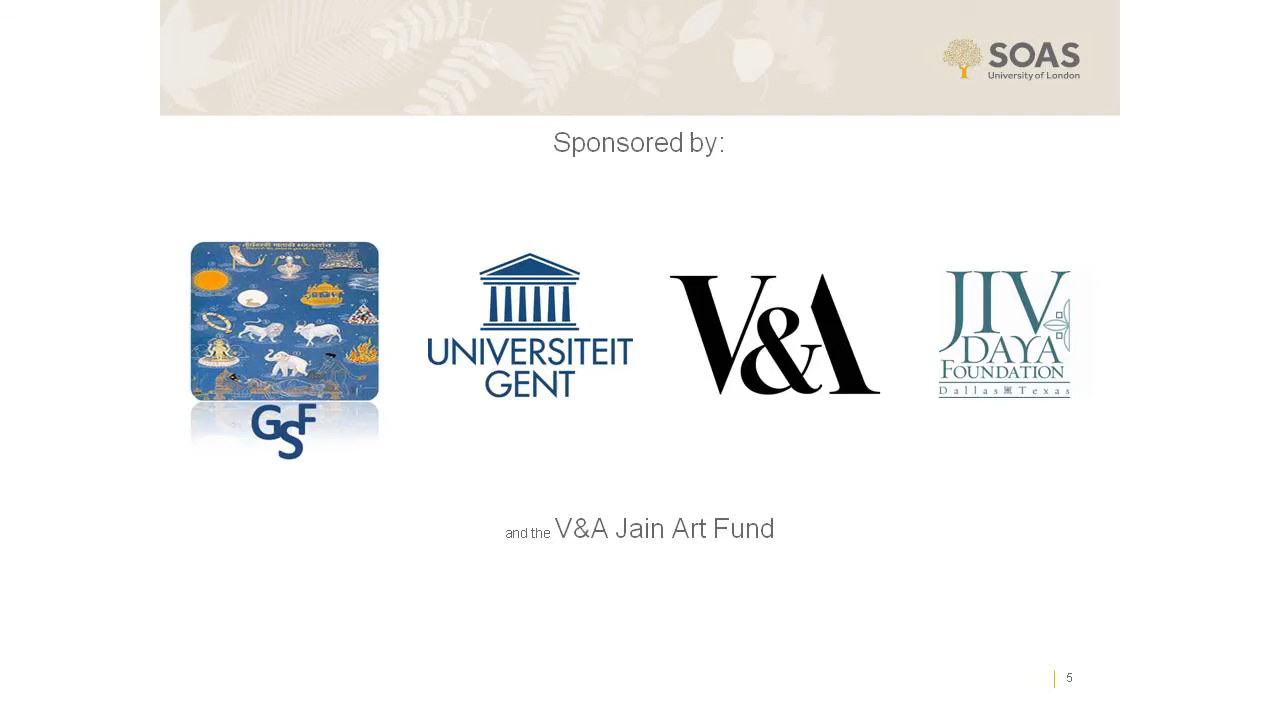 SOAS
University of London
Sponsored by:
GSF
UNIVERSITEIT
GENT
V&A
JIV
DAYA
FOUNDATION
Dallas Texas
and the V&A Jain Art Fund
5